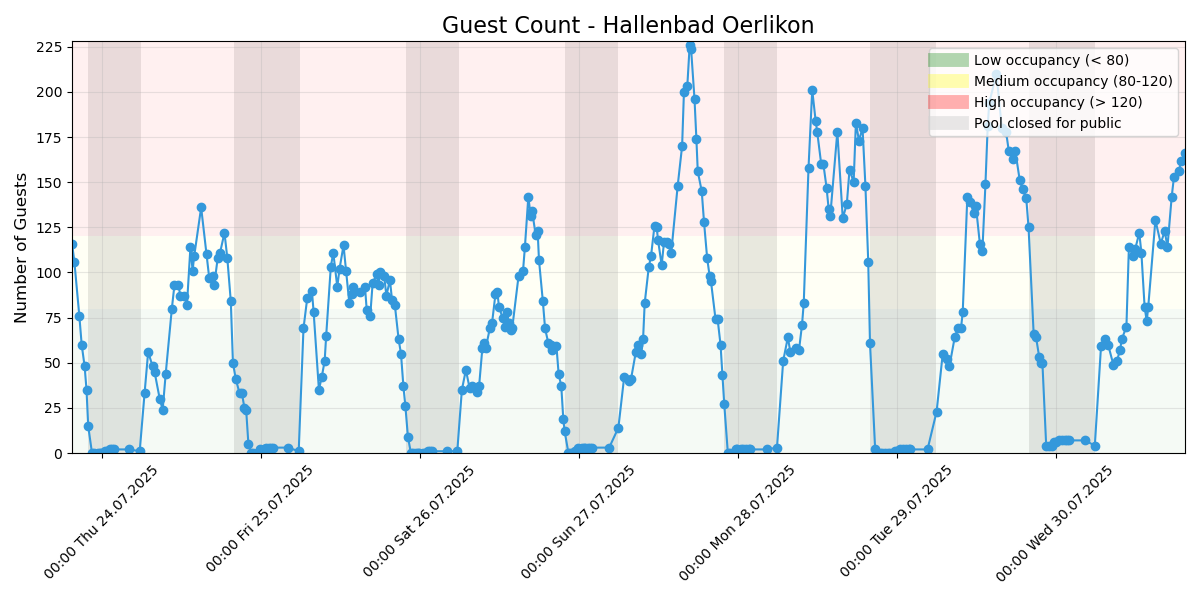 Guest Count - Hallenbad Oerlikon
Number of Guests
225
200
175
150
125
100
75
50
25
0
Low occupancy (< 80)
Medium occupancy (80-120)
High occupancy (> 120)
Pool closed for public
00:00 Thu 24.07.2025
00:00 Fri 25.07.2025
00:00 Sat 26.07.2025
00:00 Sun 27.07.2025
00:00 Mon 28.07.2025
00:00 Tue 29.07.2025
00:00 Wed 30.07.2025